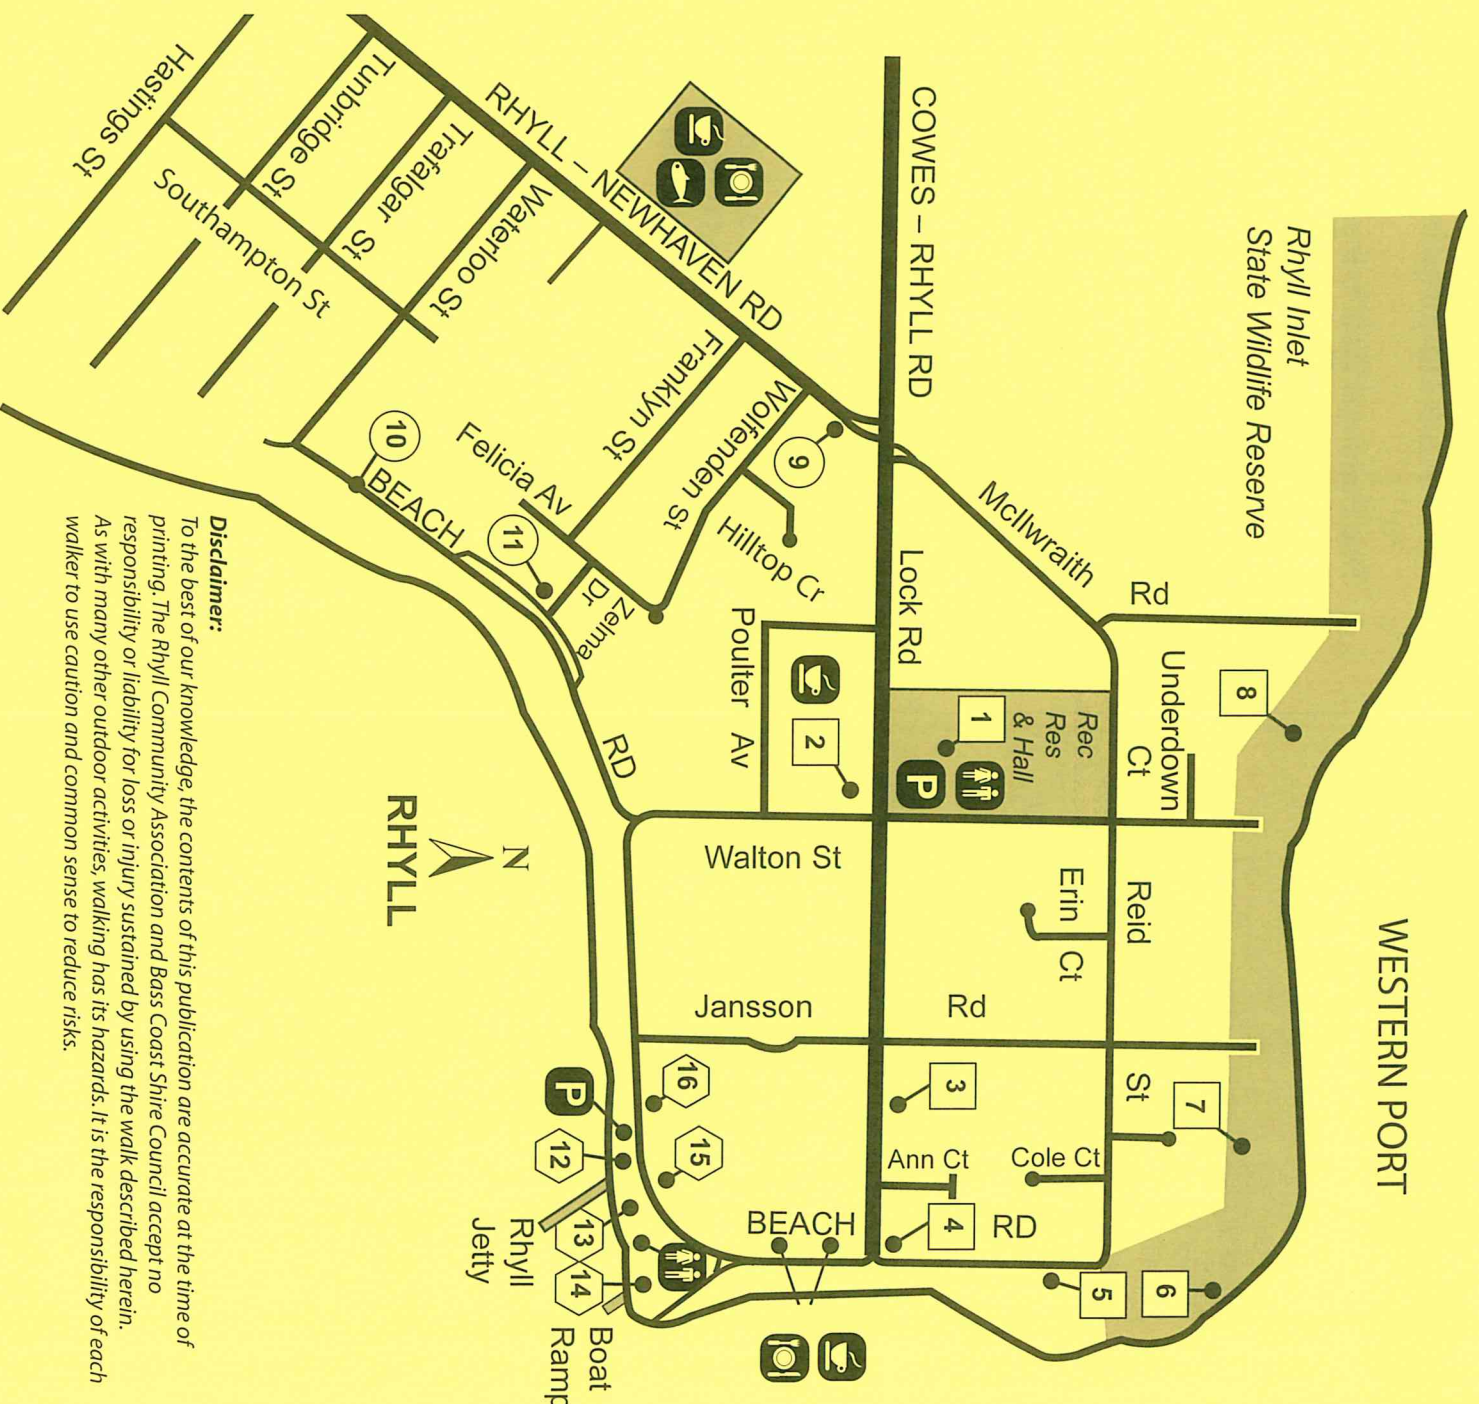 WESTERN PORT
Rhyll Inlet
State Wildlife Reserve
COWES – RHYLL RD
RHYLL – NEWHAVEN RD
McIlwraith
Rd
Lock Rd
Underdown
Ct
Reid
St
Erin
Ct
Cole Ct
Ann Ct
RD
BEACH
Jansson
Rd
Walton St
Poulter Av
Rec
Res
& Hall
Hilltop Cr
Wolfenden St
Franklyn St
Felicia Av
Zelma
Dr
BEACH
RD
Waterloo St
Trafalgar St
Tunbridge St
Southampton St
Hastings St
1
2
3
4
5
6
7
8
9
10
11
12
13
14
15
16
P
P
Rhyll
Jetty
Boat
Ramp
N
RHYLL
Disclaimer:
To the best of our knowledge, the contents of this publication are accurate at the time of
printing. The Rhyll Community Association and Bass Coast Shire Council accept no
responsibility or liability for loss or injury sustained by using the walk described herein.
As with many other outdoor activities, walking has its hazards. It is the responsibility of each
walker to use caution and common sense to reduce risks.